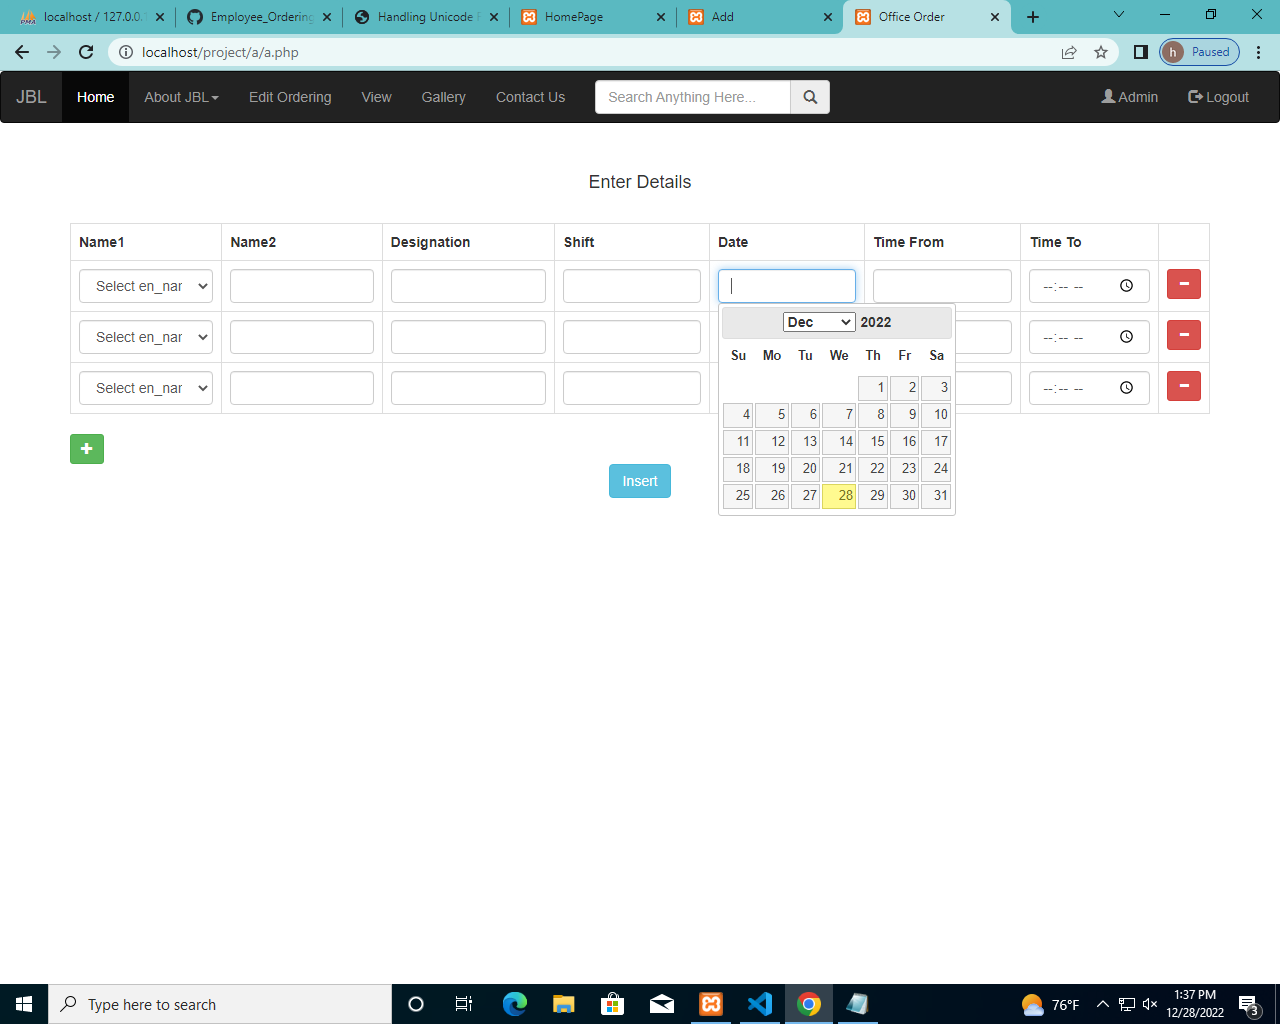 localhost / 127.0.0.1
Employee_Ordering
Handling Unicode
HomePage
Add
Office Order
localhost/project/a/a.php
h Paused
JBL
Home
About JBL
Edit Ordering
View
Gallery
Contact Us
Search Anything Here...
Admin
Logout
Enter Details
Name1 Name2 Designation Shift Date Time From Time To
Select en_nar
--:-- --
Dec 2022
Su Mo Tu We Th Fr Sa
Select en_nar
--:-- --
1 2 3
Select en_nar
--:-- --
4 5 6 7 8 9 10
11 12 13 14 15 16 17
18 19 20 21 22 23 24
25 26 27 28 29 30 31
Insert
Type here to search
76°F
1:37 PM
12/28/2022
3